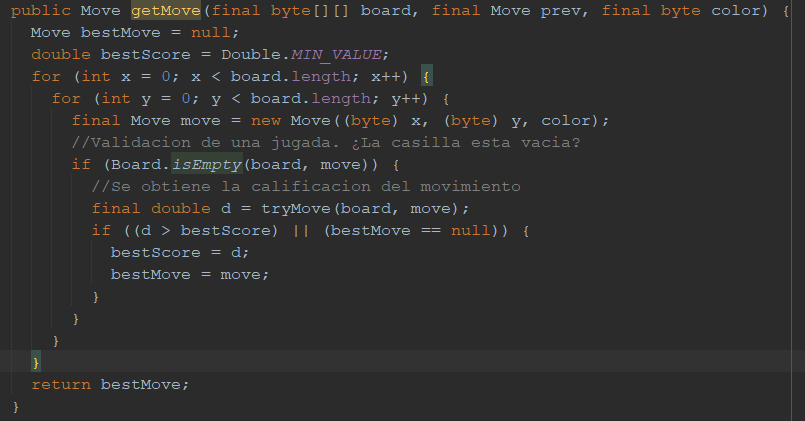 public Move getMove(final byte[][] board, final Move prev, final byte color) {
  Move bestMove = null;
  double bestScore = Double.MIN_VALUE;
  for (int x = 0; x < board.length; x++) {
    for (int y = 0; y < board.length; y++) {
      final Move move = new Move((byte) x, (byte) y, color);
      //Validacion de una jugada. ¿La casilla esta vacia?
      if (Board.isEmpty(board, move)) {
        //Se obtiene la calificacion del movimiento
        final double d = tryMove(board, move);
        if ((d > bestScore) || (bestMove == null)) {
          bestScore = d;
          bestMove = move;
        }
      }
    }
  }
  return bestMove;
}